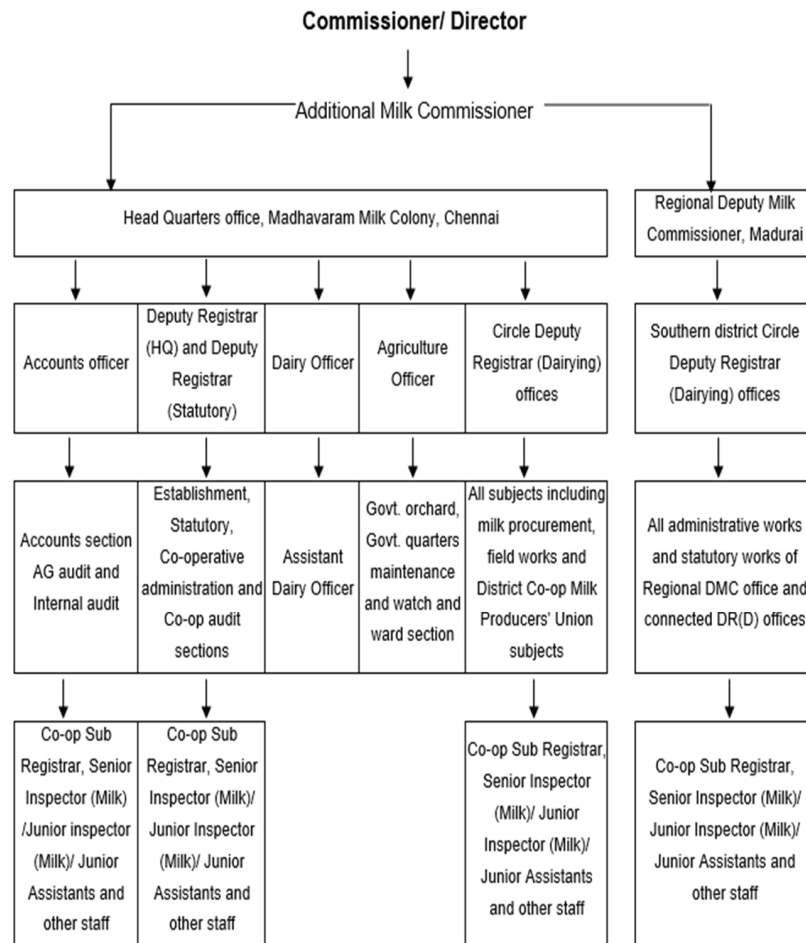 Commissioner/ Director
Additional Milk Commissioner
Head Quarters office, Madhavaram Milk Colony, Chennai
Regional Deputy Milk
Commissioner, Madurai
Accounts officer
Deputy Registrar
(HQ) and Deputy
Registrar
(Statutory)
Dairy Officer
Agriculture
Officer
Circle Deputy
Registrar (Dairying)
offices
Southern district Circle
Deputy Registrar
(Dairying) offices
Accounts section
AG audit and
Internal audit
Establishment,
Statutory,
Co-operative
administration and
Co-op audit
sections
Assistant
Dairy Officer
Govt. orchard,
Govt. quarters
maintenance
and watch and
ward section
All subjects including
milk procurement,
field works and
District Co-op Milk
Producers' Union
subjects
All administrative works
and statutory works of
Regional DMC office and
connected DR(D) offices
Co-op Sub
Registrar, Senior
Inspector (Milk)
/Junior inspector
(Milk)/ Junior
Assistants and
other staff
Co-op Sub
Registrar, Senior
Inspector (Milk)/
Junior Inspector
(Milk)/ Junior
Assistants and
other staff
Co-op Sub Registrar,
Senior Inspector
(Milk)/ Junior
Inspector (Milk)/
Junior Assistants
and other staff
Co-op Sub Registrar,
Senior Inspector (Milk)/
Junior Inspector (Milk)/
Junior Assistants and
other staff